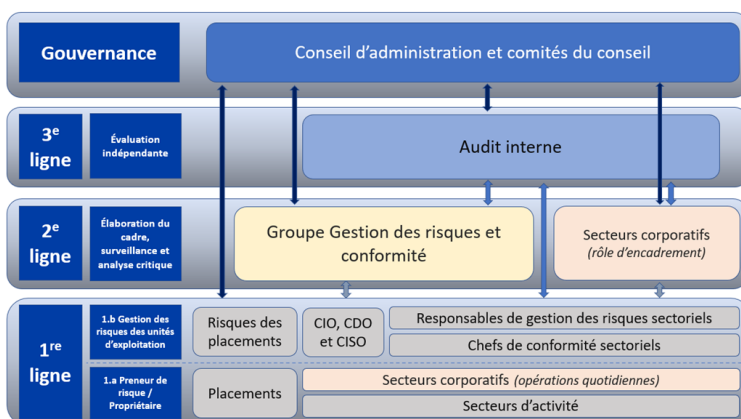 Gouvernance
Conseil d'administration et comités du conseil
3e
ligne
Évaluation
indépendante
Audit interne
2e
ligne
Élaboration du
cadre,
surveillance et
analyse critique
Groupe Gestion des risques et
conformité
Secteurs corporatifs
(rôle d'encadrement)
1re
ligne
1.b Gestion des
risques des unités
d'exploitation
Risques des
placements
CIO, CDO
et CISO
Responsables de gestion des risques sectoriels
Chefs de conformité sectoriels
1.a Preneur de
risque /
Propriétaire
Placements
Secteurs corporatifs (opérations quotidiennes)
Secteurs d'activité